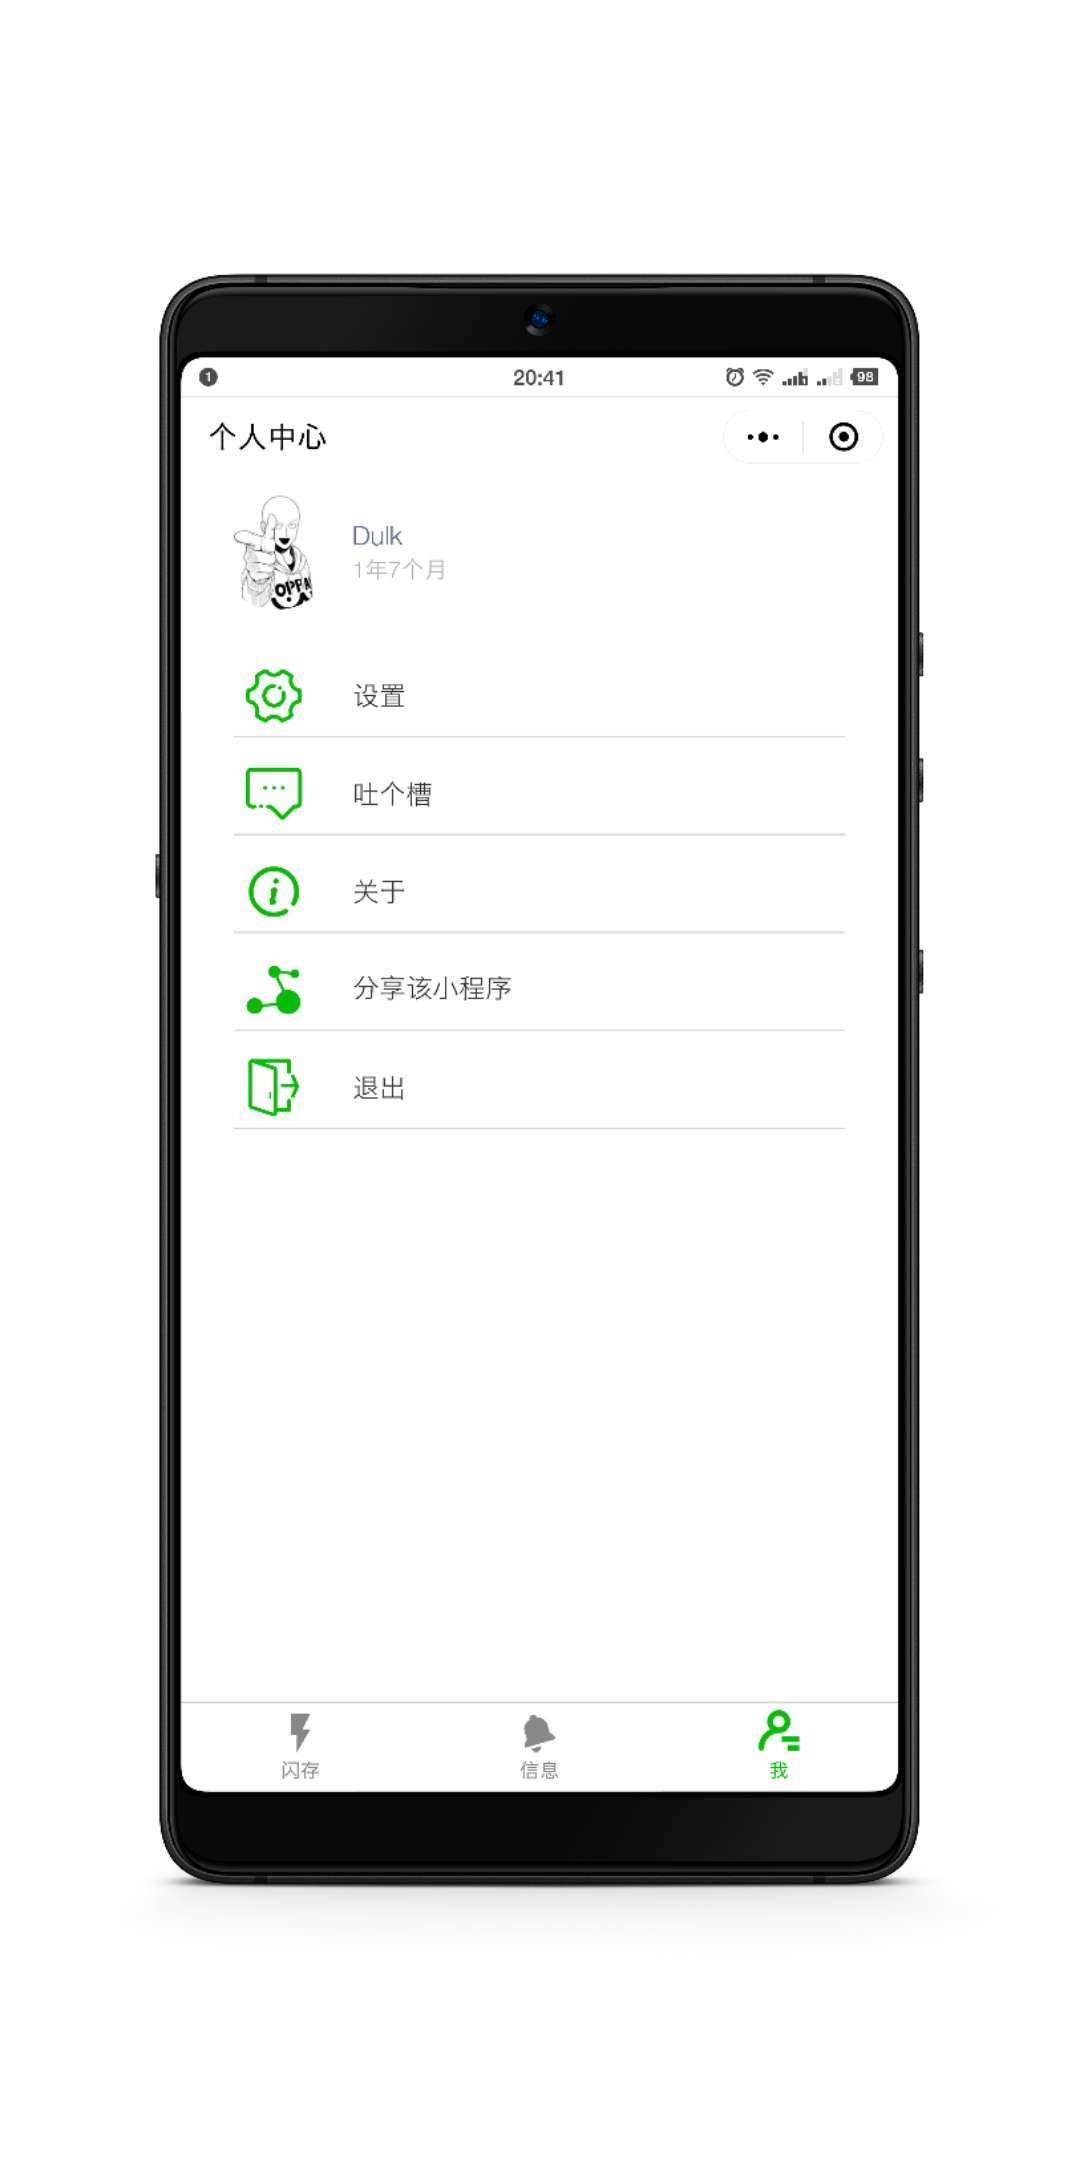 1
20:41
98
个人中心
OPPA
Dulk
1年7个月
设置
吐个槽
关于
分享该小程序
退出
闪存
信息
我